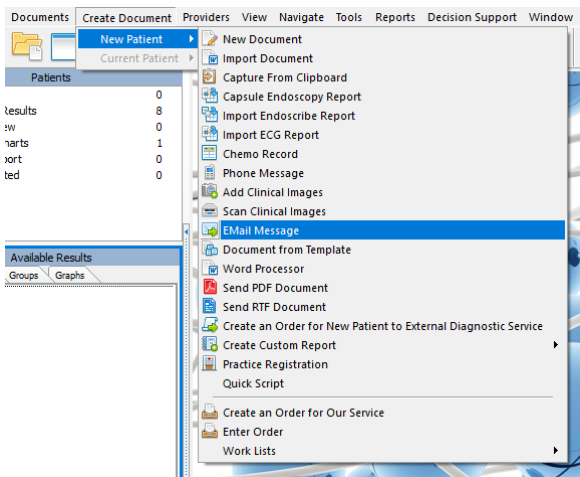 Documents Create Document Providers View Navigate Tools Reports Decision Support Window
New Patient
Current Patient
New Document
Import Document
Capture From Clipboard
Capsule Endoscopy Report
Import Endoscribe Report
Import ECG Report
Chemo Record
Phone Message
Add Clinical Images
Scan Clinical Images
EMail Message
Document from Template
Word Processor
Send PDF Document
Send RTF Document
Create an Order for New Patient to External Diagnostic Service
Create Custom Report
Practice Registration
Quick Script
Create an Order for Our Service
Enter Order
Work Lists
Patients
0
Results 8
ew 0
harts 1
port 0
ted 0
Available Results
Groups Graphs